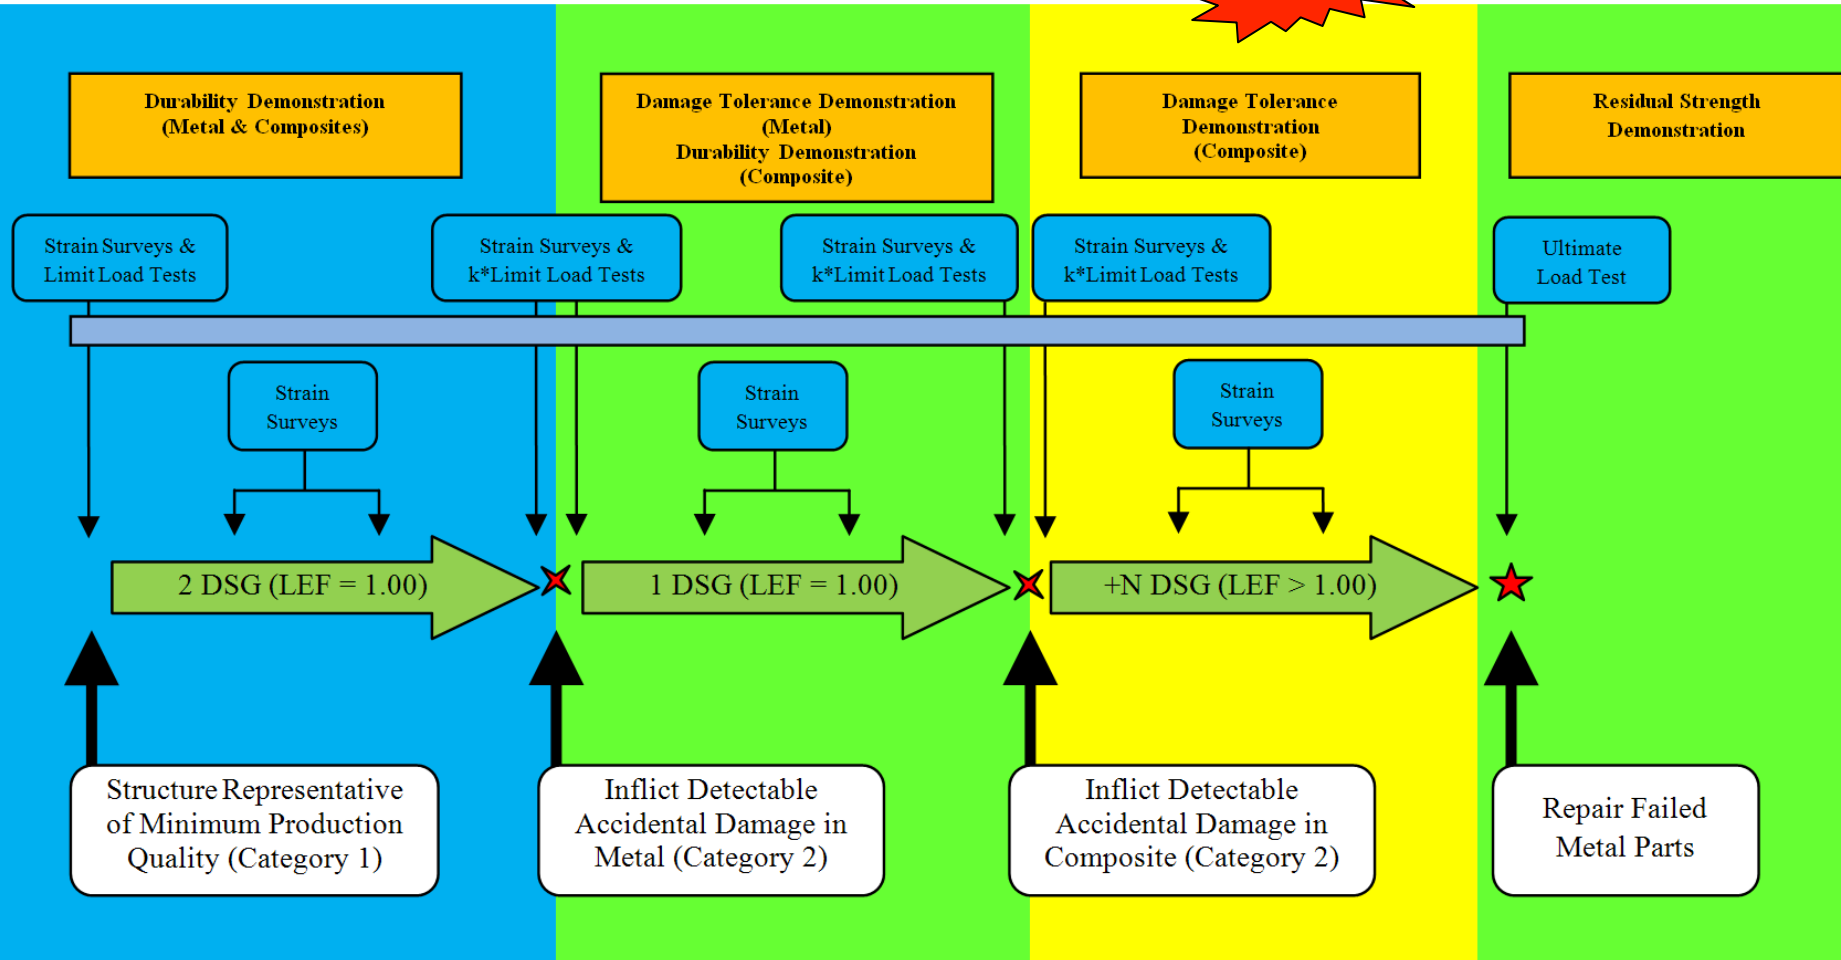 Durability Demonstration
(Metal & Composites)
Damage Tolerance Demonstration
(Metal)
Durability Demonstration
(Composite)
Damage Tolerance
Demonstration
(Composite)
Residual Strength
Demonstration
Strain Surveys &
Limit Load Tests
Strain Surveys &
k*Limit Load Tests
Strain Surveys &
k*Limit Load Tests
Strain Surveys &
k*Limit Load Tests
Ultimate
Load Test
Strain
Surveys
Strain
Surveys
Strain
Surveys
2 DSG (LEF = 1.00)
1 DSG (LEF = 1.00)
+N DSG (LEF > 1.00)
Structure Representative
of Minimum Production
Quality (Category 1)
Inflict Detectable
Accidental Damage in
Metal (Category 2)
Inflict Detectable
Accidental Damage in
Composite (Category 2)
Repair Failed
Metal Parts